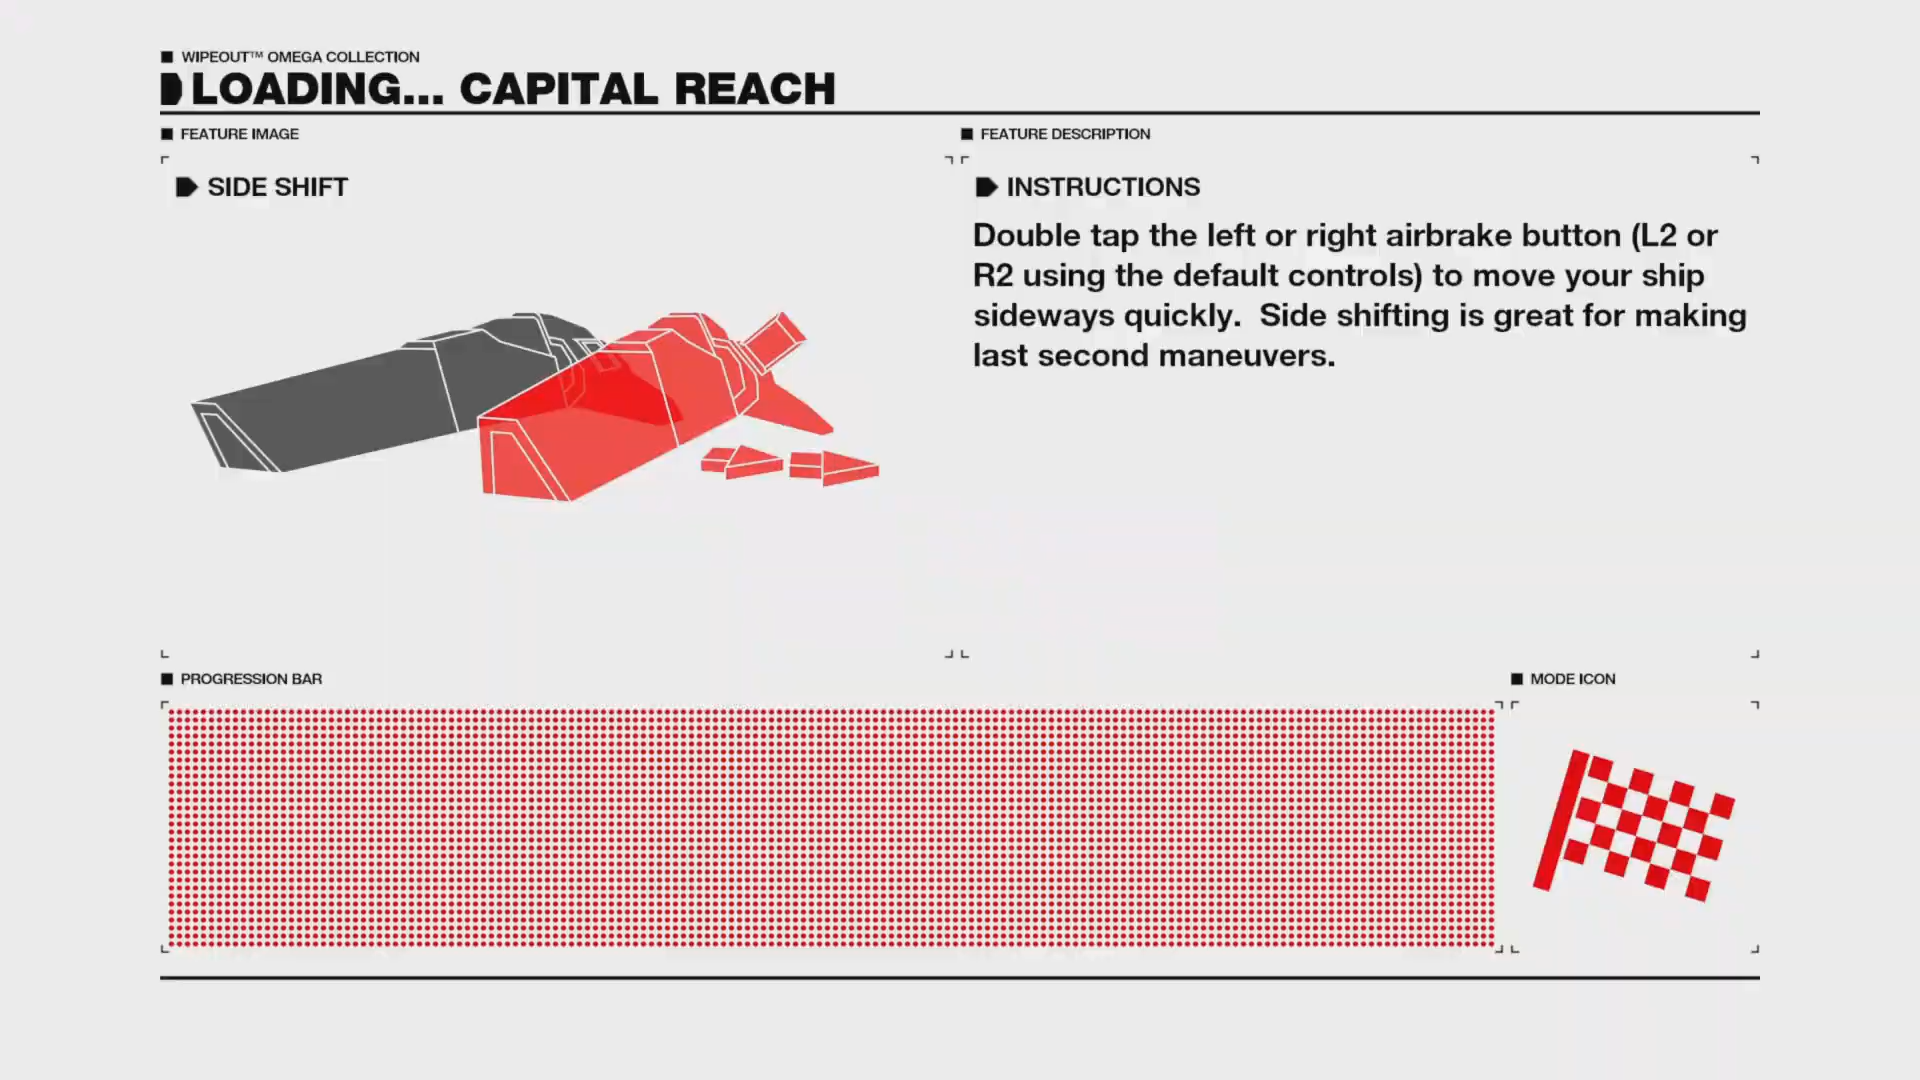 WIPEOUT™ OMEGA COLLECTION
LOADING... CAPITAL REACH
FEATURE IMAGE
SIDE SHIFT
FEATURE DESCRIPTION
INSTRUCTIONS
Double tap the left or right airbrake button (L2 or
R2 using the default controls) to move your ship
sideways quickly.  Side shifting is great for making
last second maneuvers.
PROGRESSION BAR
MODE ICON